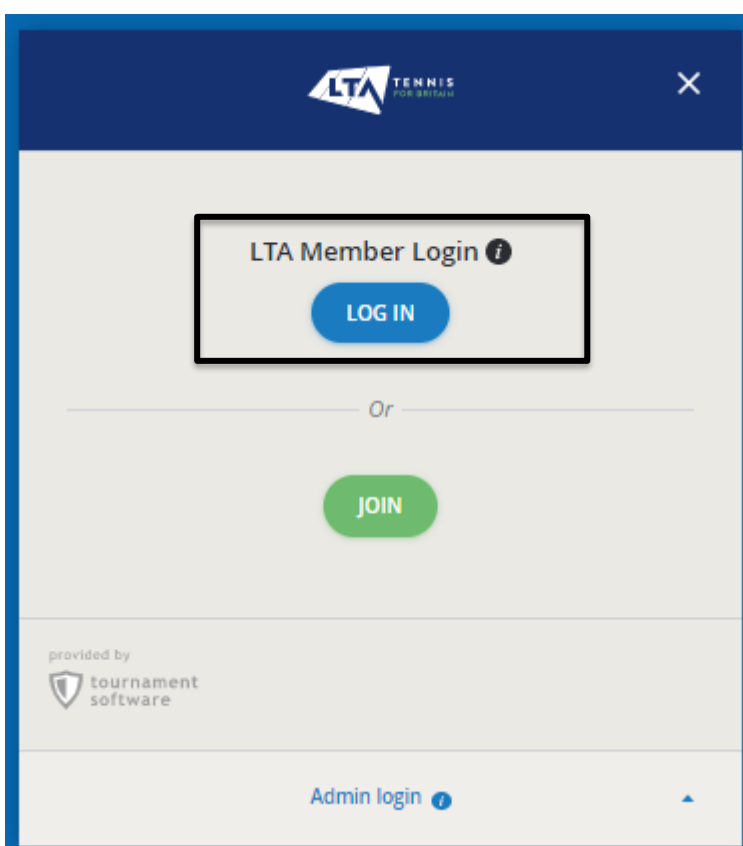 LTA TENNIS
FOR BRITAIN
LTA Member Login i
LOG IN
Or
JOIN
provided by
tournament
software
Admin login i